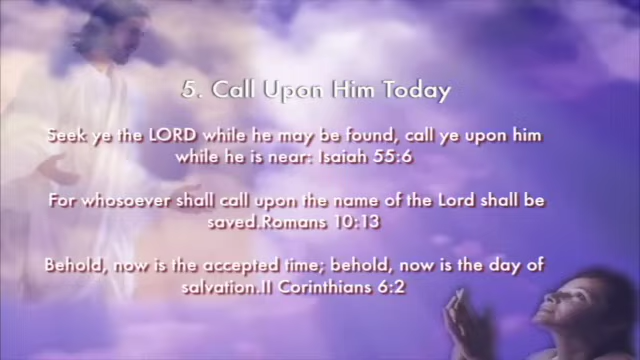 5. Call Upon Him Today
Seek ye the LORD while he may be found, call ye upon him
while he is near: Isaiah 55:6
For whosoever shall call upon the name of the Lord shall be
saved.Romans 10:13
Behold, now is the accepted time; behold, now is the day of
salvation.II Corinthians 6:2